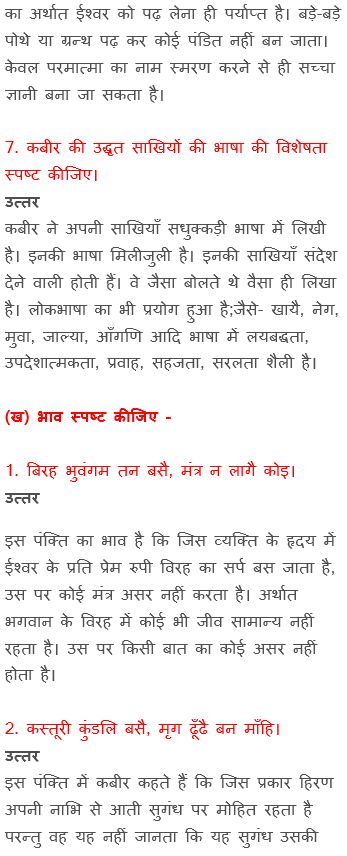 का अर्थात ईश्वर को पढ़ लेना ही पर्याप्त है। बड़े-बड़े
पोथे या ग्रन्थ पढ़ कर कोई पंडित नहीं बन जाता।
केवल परमात्मा का नाम स्मरण करने से ही सच्चा
ज्ञानी बना जा सकता है।
7. कबीर की उद्धृत साखियों की भाषा की विशेषता
स्पष्ट कीजिए।
उत्तर
कबीर ने अपनी साखियाँ सधुक्कड़ी भाषा में लिखी
है। इनकी भाषा मिलीजुली है। इनकी साखियाँ संदेश
देने वाली होती हैं। वे जैसा बोलते थे वैसा ही लिखा
है। लोकभाषा का भी प्रयोग हुआ है;जैसे- खायै, नेग,
मुवा, जाल्या, आँगणि आदि भाषा में लयबद्धता,
उपदेशात्मकता, प्रवाह, सहजता, सरलता शैली है।
(ख) भाव स्पष्ट कीजिए -
1. बिरह भुवंगम तन बसै, मंत्र न लागै कोइ।
उत्तर
इस पंक्ति का भाव है कि जिस व्यक्ति के हृदय में
ईश्वर के प्रति प्रेम रुपी विरह का सर्प बस जाता है,
उस पर कोई मंत्र असर नहीं करता है। अर्थात
भगवान के विरह में कोई भी जीव सामान्य नहीं
रहता है। उस पर किसी बात का कोई असर नहीं
होता है।
2. कस्तूरी कुंडलि बसै, मृग ढूँढै बन माँहि।
उत्तर
इस पंक्ति में कबीर कहते हैं कि जिस प्रकार हिरण
अपनी नाभि से आती सुगंध पर मोहित रहता है
परन्तु वह यह नहीं जानता कि यह सुगंध उसकी